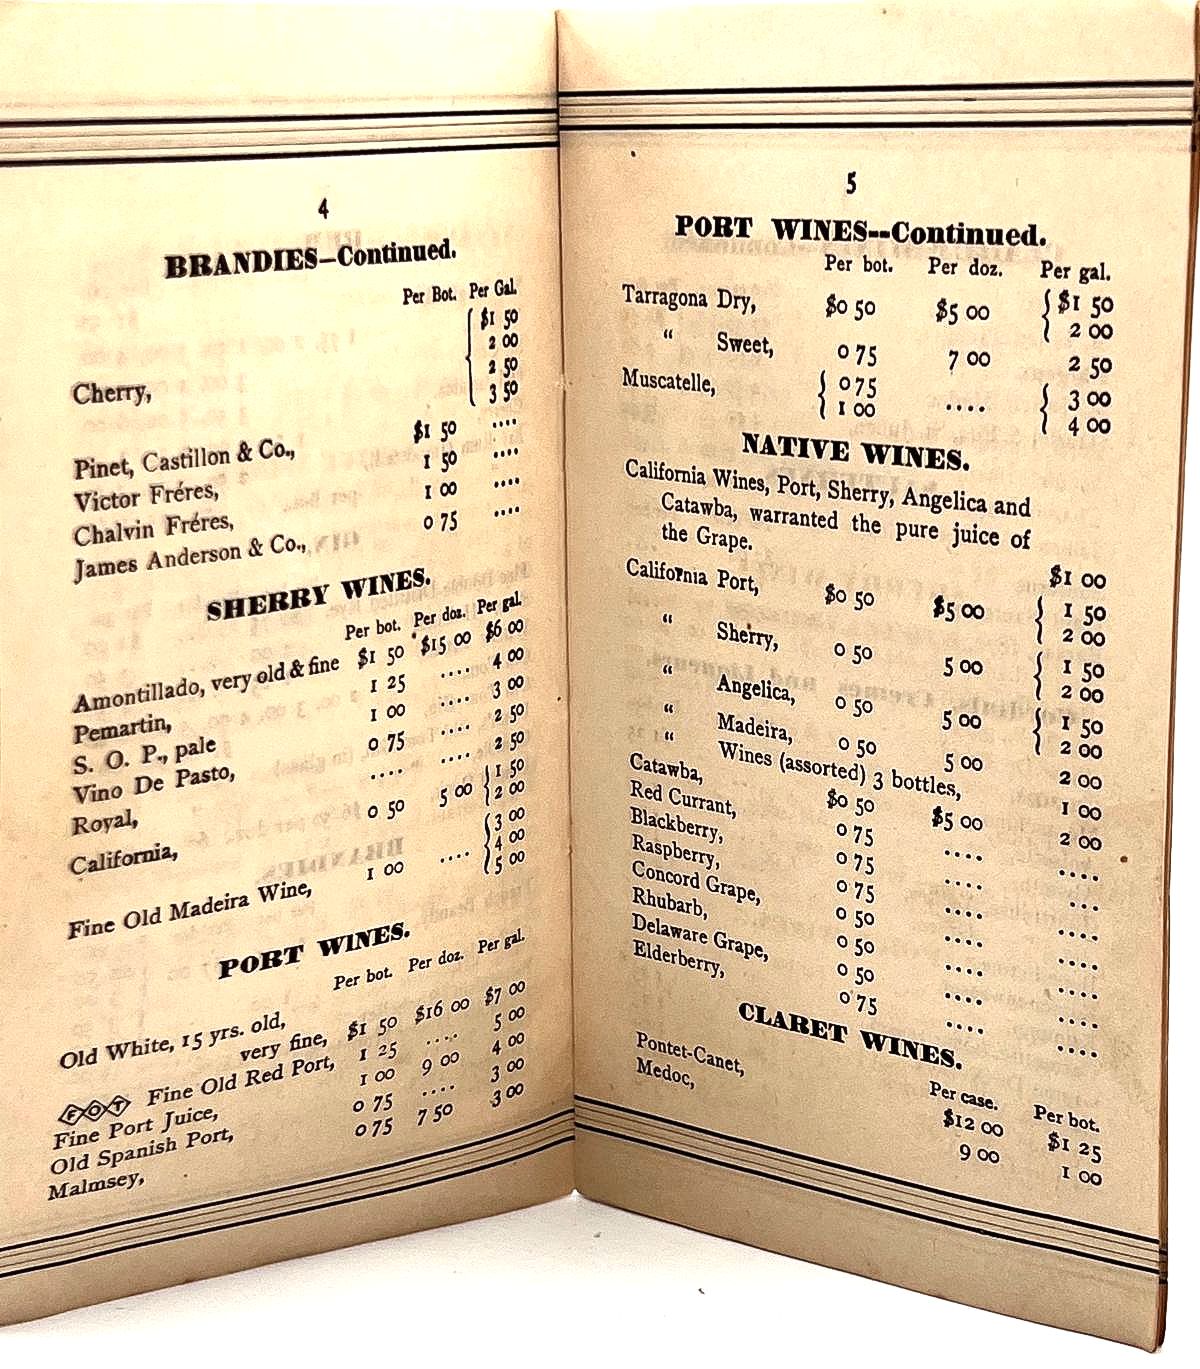 4
BRANDIES—Continued.
Per Bot. Per Gal.
$1 50
2 00
2 50
Cherry, 3 50
Pinet, Castillon & Co., $1 50 ....
Victor Fréres, 1 50 ....
Chalvin Fréres, 1 00 ....
James Anderson & Co., 0 75 ....
SHERRY WINES.
Per bot. Per doz. Per gal.
Amontillado, very old & fine $1 50 $15 00 $6 00
Pemartin, 1 25 .... 4 00
S. O. P., pale 1 00 .... 3 00
Vino De Pasto, 0 75 .... 2 50
Royal, .... .... 2 50
California, 0 50 5 00 { 1 50
2 00
Fine Old Madeira Wine, 1 00 .... { 3 00
4 00
5 00
PORT WINES.
Per bot. Per doz. Per gal.
Old White, 15 yrs. old,
very fine, $1 50 $16 00 $7 00
FOT Fine Old Red Port, 1 25 .... 5 00
Fine Port Juice, 1 00 9 00 4 00
Old Spanish Port, 0 75 .... 3 00
Malmsey, 0 75 7 50 3 00
5
PORT WINES--Continued.
Per bot. Per doz. Per gal.
Tarragona Dry, $0 50 $5 00 { $1 50
2 00
“ Sweet, 0 75 7 00 2 50
Muscatelle, { 0 75 .... { 3 00
1 00 4 00
NATIVE WINES.
California Wines, Port, Sherry, Angelica and
Catawba, warranted the pure juice of
the Grape.
$1 00
California Port, $0 50 $5 00 { 1 50
2 00
“ Sherry, 0 50 5 00 { 1 50
2 00
“ Angelica, 0 50 5 00 { 1 50
2 00
“ Madeira, 0 50 5 00 2 00
“ Wines (assorted) 3 bottles, 1 00
Catawba, $0 50 $5 00 2 00
Red Currant, 0 75 .... ....
Blackberry, 0 75 .... ...
Raspberry, 0 75 .... ....
Concord Grape, 0 50 .... ....
Rhubarb, 0 50 .... ....
Delaware Grape, 0 50 .... ....
Elderberry, 0 75 .... ....
CLARET WINES.
Per case. Per bot.
Pontet-Canet, $12 00 $1 25
Medoc, 9 00 1 00